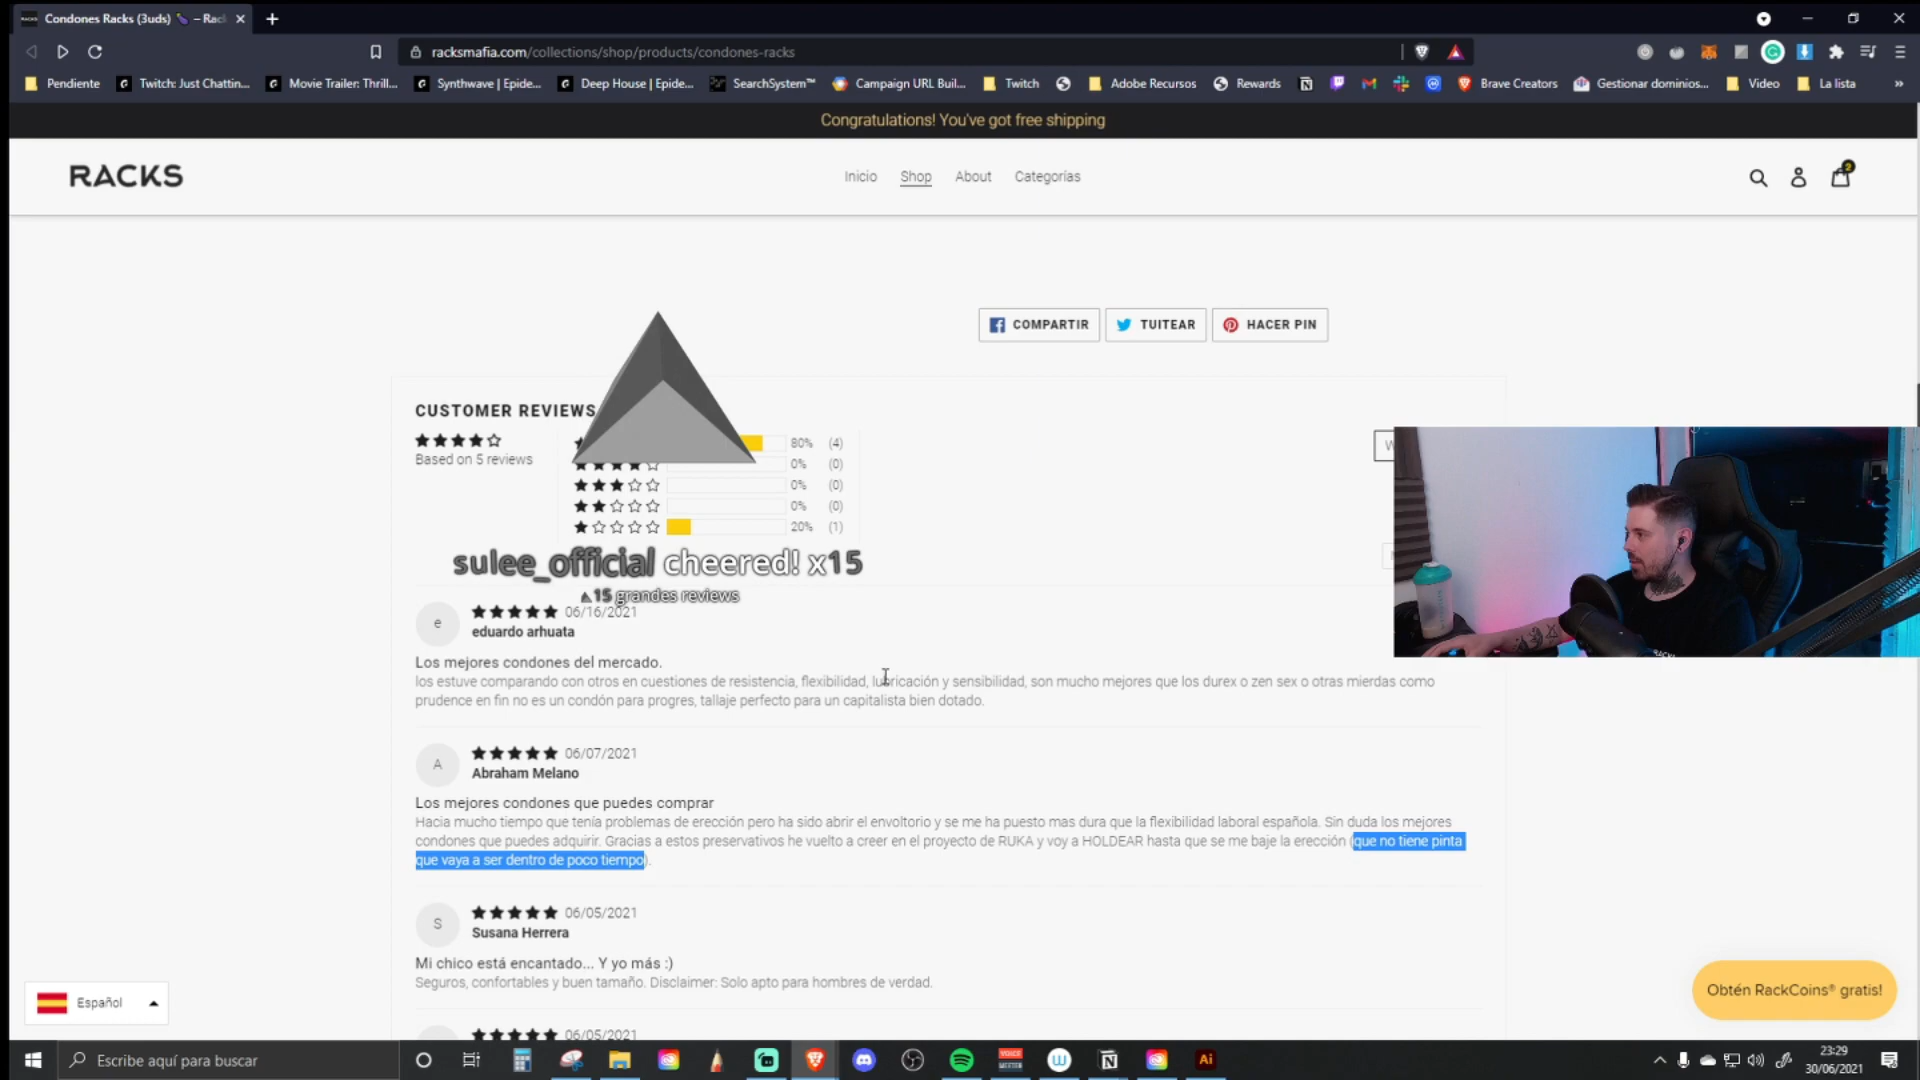 Condones Racks (3uds) 🍆 – Rac
racksmafia.com/collections/shop/products/condones-racks
Pendiente
Twitch: Just Chattin...
Movie Trailer: Thrill...
Synthwave | Epide...
Deep House | Epide...
SearchSystem™
Campaign URL Buil...
Twitch
Adobe Recursos
Rewards
Brave Creators
Gestionar dominios...
Video
La lista
Congratulations! You've got free shipping
RACKS
Inicio
Shop
About
Categorías
2
COMPARTIR
TUITEAR
HACER PIN
CUSTOMER REVIEWS
Based on 5 reviews
80% (4)
0% (0)
0% (0)
0% (0)
20% (1)
sulee_official cheered! x15
15 grandes reviews
e
06/16/2021
eduardo arhuata
Los mejores condones del mercado.
los estuve comparando con otros en cuestiones de resistencia, flexibilidad, lubricación y sensibilidad, son mucho mejores que los durex o zen sex o otras mierdas como
prudence en fin no es un condón para progres, tallaje perfecto para un capitalista bien dotado.
A
06/07/2021
Abraham Melano
Los mejores condones que puedes comprar
Hacia mucho tiempo que tenía problemas de erección pero ha sido abrir el envoltorio y se me ha puesto mas dura que la flexibilidad laboral española. Sin duda los mejores
condones que puedes adquirir. Gracias a estos preservativos he vuelto a creer en el proyecto de RUKA y voy a HOLDEAR hasta que se me baje la erección (que no tiene pinta
que vaya a ser dentro de poco tiempo).
S
06/05/2021
Susana Herrera
Mi chico está encantado... Y yo más :)
Seguros, confortables y buen tamaño. Disclaimer: Solo apto para hombres de verdad.
06/05/2021
Español
Obtén RackCoins® gratis!
Escribe aquí para buscar
Ai
23:29
30/06/2021